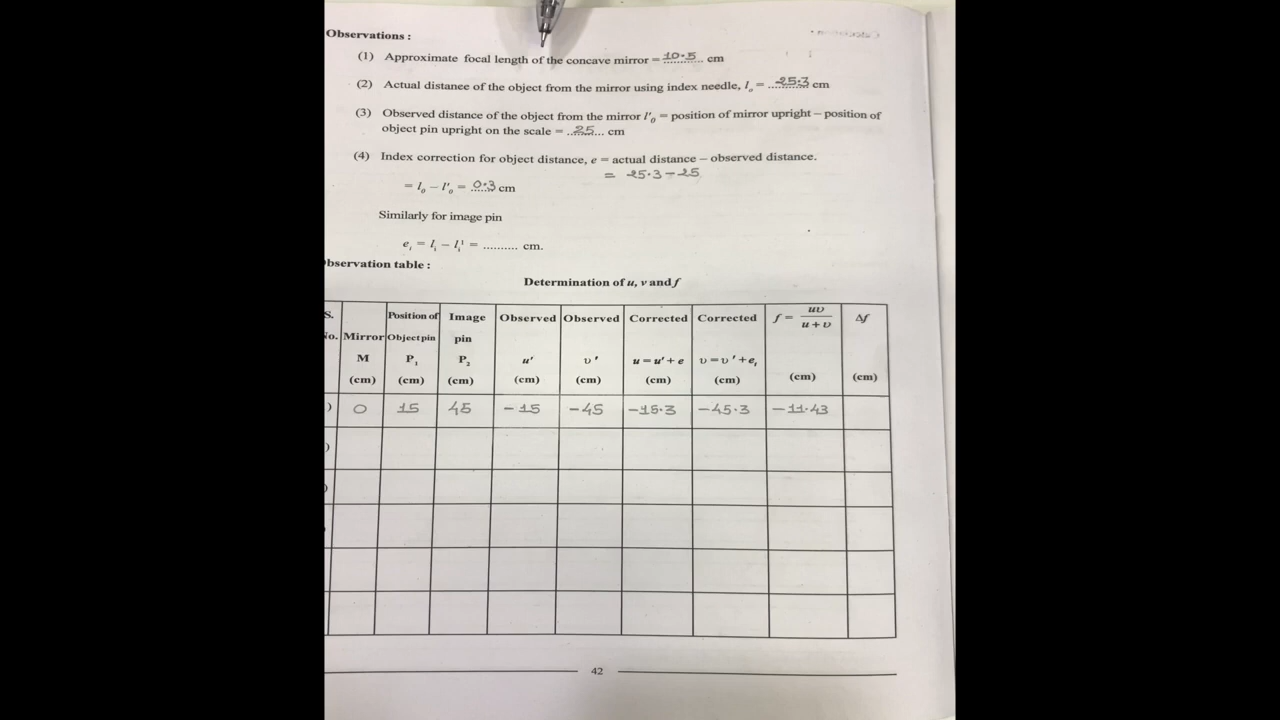 Observations :
(1) Approximate focal length of the concave mirror = 10.5 cm
(2) Actual distance of the object from the mirror using index needle, lₒ = 25.3 cm
(3) Observed distance of the object from the mirror l'ₒ = position of mirror upright – position of
object pin upright on the scale = ..25... cm
(4) Index correction for object distance, e = actual distance – observed distance.
= 25.3 – 25
= lₒ – l'ₒ = 0.3 cm
Similarly for image pin
eᵢ = lᵢ – lᵢ¹ = .......... cm.
bservation table :
Determination of u, v and f
S. No. Mirror M (cm) | Position of Object pin P₁ (cm) | Image pin P₂ (cm) | Observed u' (cm) | Observed υ' (cm) | Corrected u = u' + e (cm) | Corrected υ = υ' + eᵢ (cm) | f = uυ / u + υ (cm) | Δf (cm)
) 0 15 45 –15 –45 –15.3 –45.3 –11.43
)
)
42